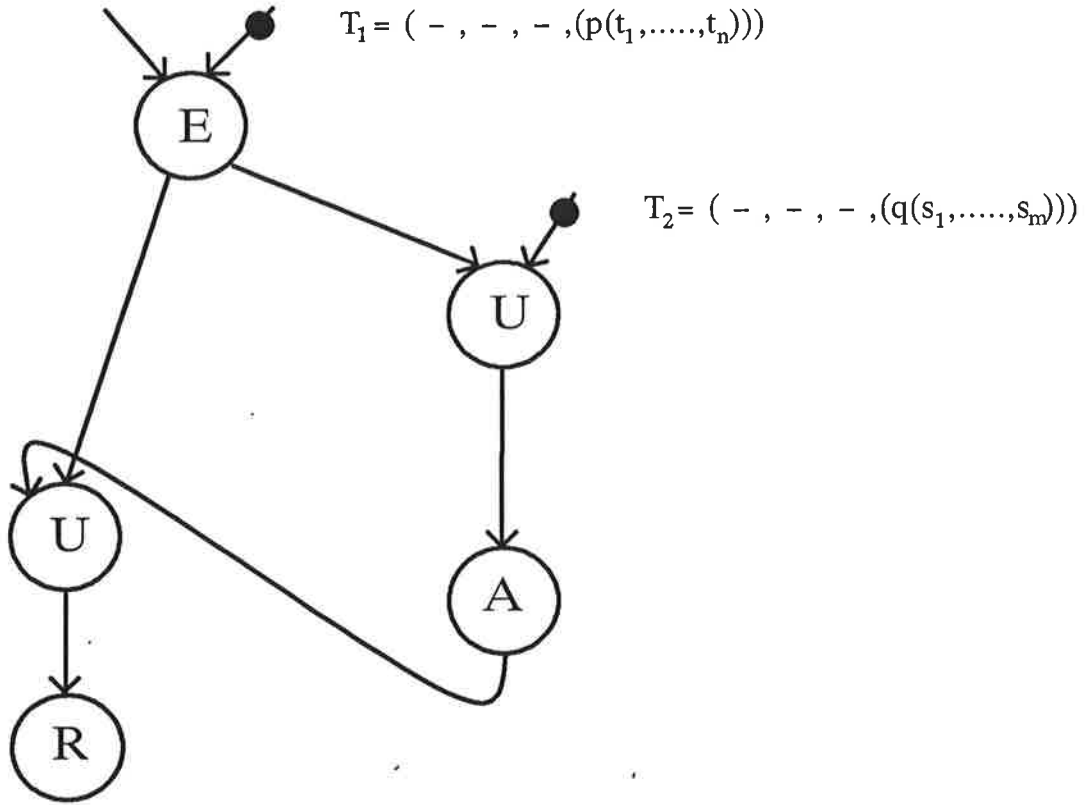 T₁ = ( – , – , – ,(p(t₁,.....,tₙ)))
E
T₂= ( – , – , – ,(q(s₁,.....,sₘ)))
U
U
A
R